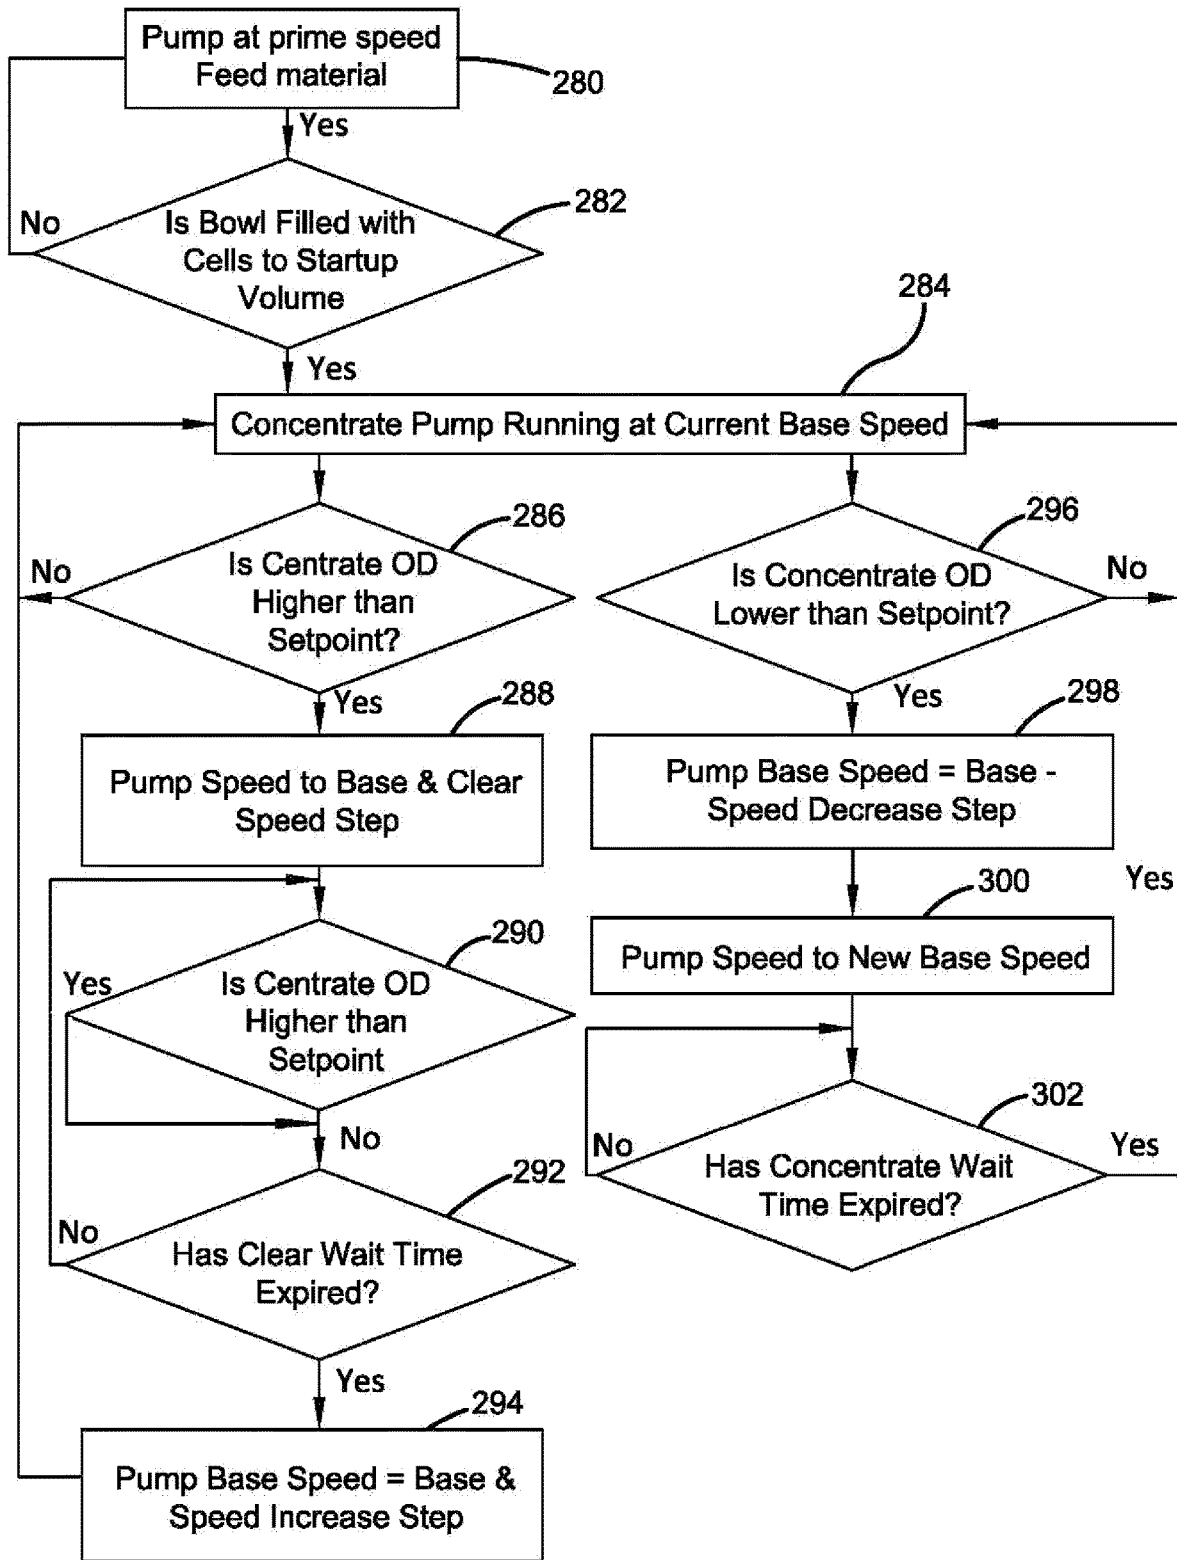 Pump at prime speed
Feed material
280
Yes
No
Is Bowl Filled with
Cells to Startup
Volume
282
Yes
284
Concentrate Pump Running at Current Base Speed
No
Is Centrate OD
Higher than
Setpoint?
286
Is Concentrate OD
Lower than Setpoint?
296
No
Yes
288
Yes
298
Pump Speed to Base & Clear
Speed Step
Pump Base Speed = Base -
Speed Decrease Step
Yes
300
Pump Speed to New Base Speed
Yes
Is Centrate OD
Higher than
Setpoint
290
No
No
Has Concentrate Wait
Time Expired?
302
Yes
No
Has Clear Wait Time
Expired?
292
Yes
294
Pump Base Speed = Base &
Speed Increase Step